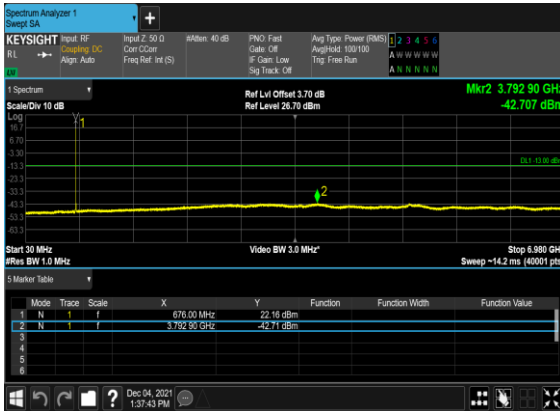 Spectrum Analyzer 1
Swept SA
+
KEYSIGHT Input: RF Input Z: 50 Ω #Atten: 40 dB PNO: Fast Avg Type: Power (RMS) 1 2 3 4 5 6
RL Coupling: DC Corr CCorr Gate: Off Avg|Hold: 100/100 A W W W W W
Align: Auto Freq Ref: Int (S) IF Gain: Low Trig: Free Run
Sig Track: Off A N N N N N
1 Spectrum Ref Lvl Offset 3.70 dB Mkr2 3.792 90 GHz
Scale/Div 10 dB Ref Level 26.70 dBm -42.707 dBm
Log
16.7
6.70
-3.30
-13.3
-23.3
-33.3
-43.3
-53.3
-63.3
1
2
DL1 -13.00 dBm
Start 30 MHz Video BW 3.0 MHz* Stop 6.980 GHz
#Res BW 1.0 MHz Sweep ~14.2 ms (40001 pts)
5 Marker Table
Mode Trace Scale X Y Function Function Width Function Value
1 N 1 f 676.00 MHz 22.16 dBm
2 N 1 f 3.792 90 GHz -42.71 dBm
3
4
5
6
? Dec 04, 2021
1:37:43 PM